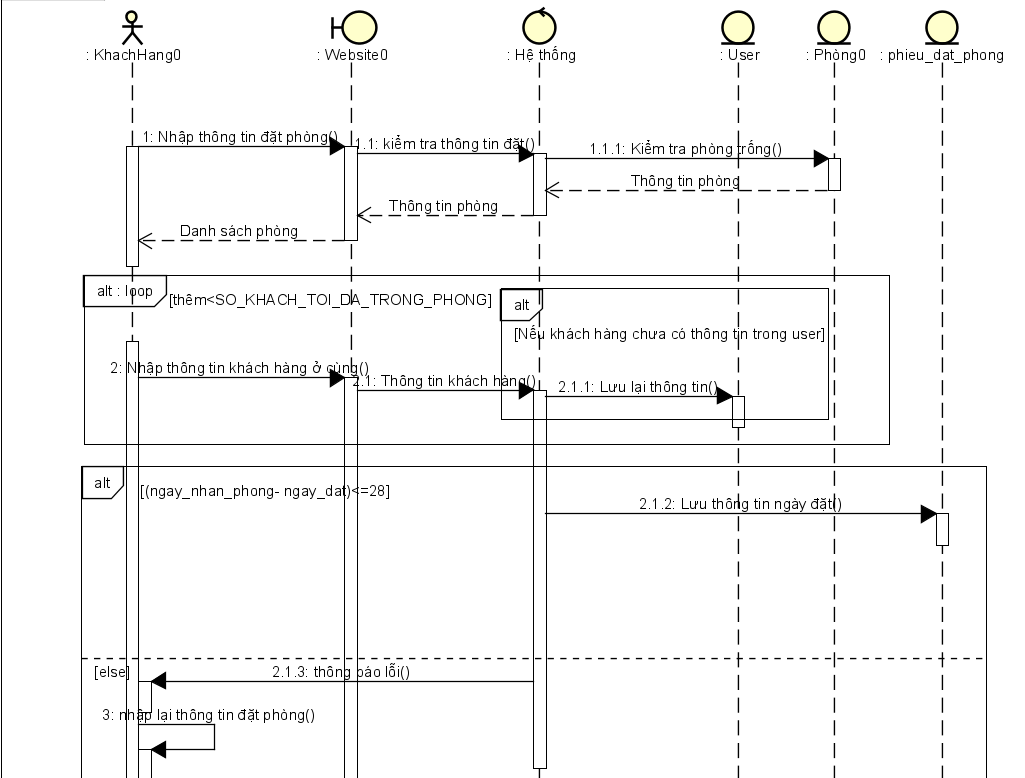 : KhachHang0
: Website0
: Hệ thống
: User
: Phòng0
: phieu_dat_phong
1: Nhập thông tin đặt phòng()
1.1: kiểm tra thông tin đặt()
1.1.1: Kiểm tra phòng trống()
Thông tin phòng
Thông tin phòng
Danh sách phòng
alt : loop
[thêm<SO_KHACH_TOI_DA_TRONG_PHONG]
alt
[Nếu khách hàng chưa có thông tin trong user]
2: Nhập thông tin khách hàng ở cùng()
2.1: Thông tin khách hàng()
2.1.1: Lưu lại thông tin()
alt
[(ngay_nhan_phong- ngay_dat)<=28]
2.1.2: Lưu thông tin ngày đặt()
[else]
2.1.3: thông báo lỗi()
3: nhập lại thông tin đặt phòng()